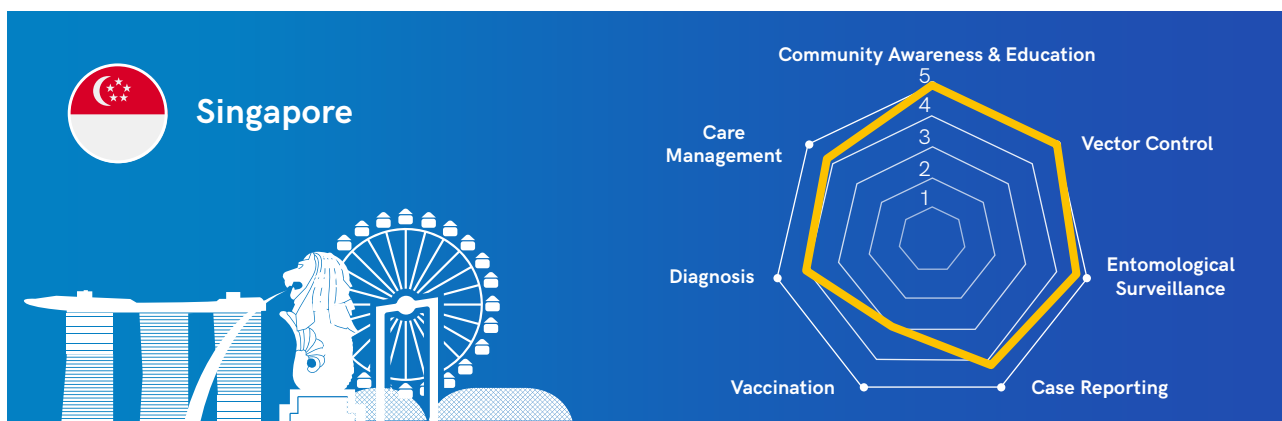 Singapore
Community Awareness & Education
5
4
3
2
1
Care
Management
Vector Control
Diagnosis
Entomological
Surveillance
Vaccination
Case Reporting